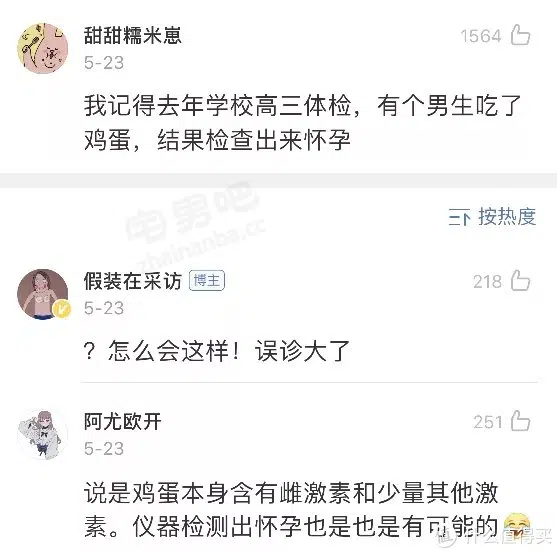 甜甜糯米崽
1564
5-23
我记得去年学校高三体检，有个男生吃了
鸡蛋，结果检查出来怀孕
宅男吧
zhainanba.cc
按热度
假装在采访 博主
218
5-23
？怎么会这样！误诊大了
阿尤欧开
251
5-23
说是鸡蛋本身含有雌激素和少量其他激
素。仪器检测出怀孕也是也是有可能的
什么值得买